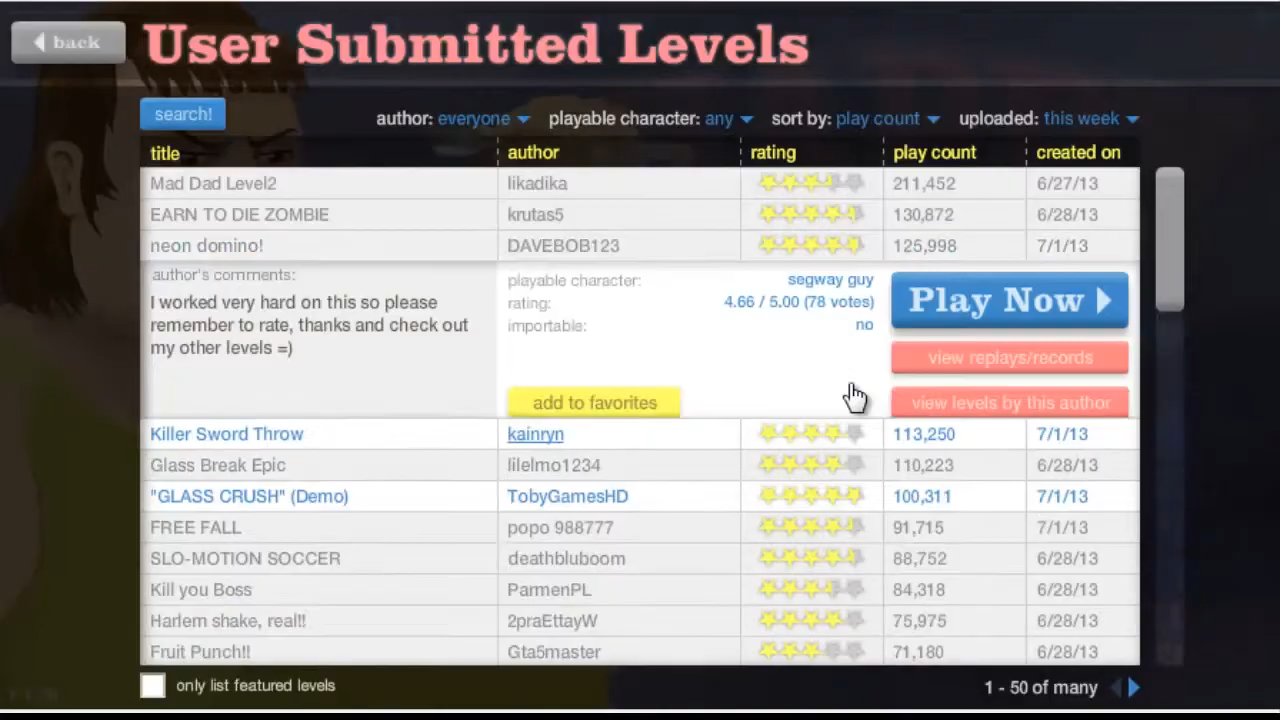 back
User Submitted Levels
search!
author: everyone playable character: any sort by: play count uploaded: this week
title author rating play count created on
Mad Dad Level2 likadika 211,452 6/27/13
EARN TO DIE ZOMBIE krutas5 130,872 6/28/13
neon domino! DAVEBOB123 125,998 7/1/13
author's comments:
I worked very hard on this so please
remember to rate, thanks and check out
my other levels =)
playable character: segway guy
rating: 4.66 / 5.00 (78 votes)
importable: no
add to favorites
Play Now
view replays/records
view levels by this author
Killer Sword Throw kainryn 113,250 7/1/13
Glass Break Epic lilelmo1234 110,223 6/28/13
"GLASS CRUSH" (Demo) TobyGamesHD 100,311 7/1/13
FREE FALL popo 988777 91,715 7/1/13
SLO-MOTION SOCCER deathbluboom 88,752 6/28/13
Kill you Boss ParmenPL 84,318 6/28/13
Harlem shake, real!! 2praEttayW 75,975 6/28/13
Fruit Punch!! Gta5master 71,180 6/28/13
only list featured levels
1 - 50 of many